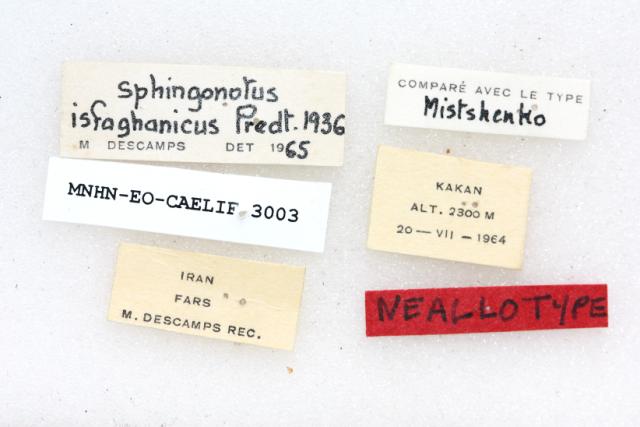 Sphingonotus
isfaghanicus Predt. 1936
M DESCAMPS DET 1965
MNHN-EO-CAELIF 3003
IRAN
FARS
M. DESCAMPS REC.
COMPARÉ AVEC LE TYPE
Mistshenko
KAKAN
ALT. 2300 M
20 — VII — 1964
NEALLOTYPE